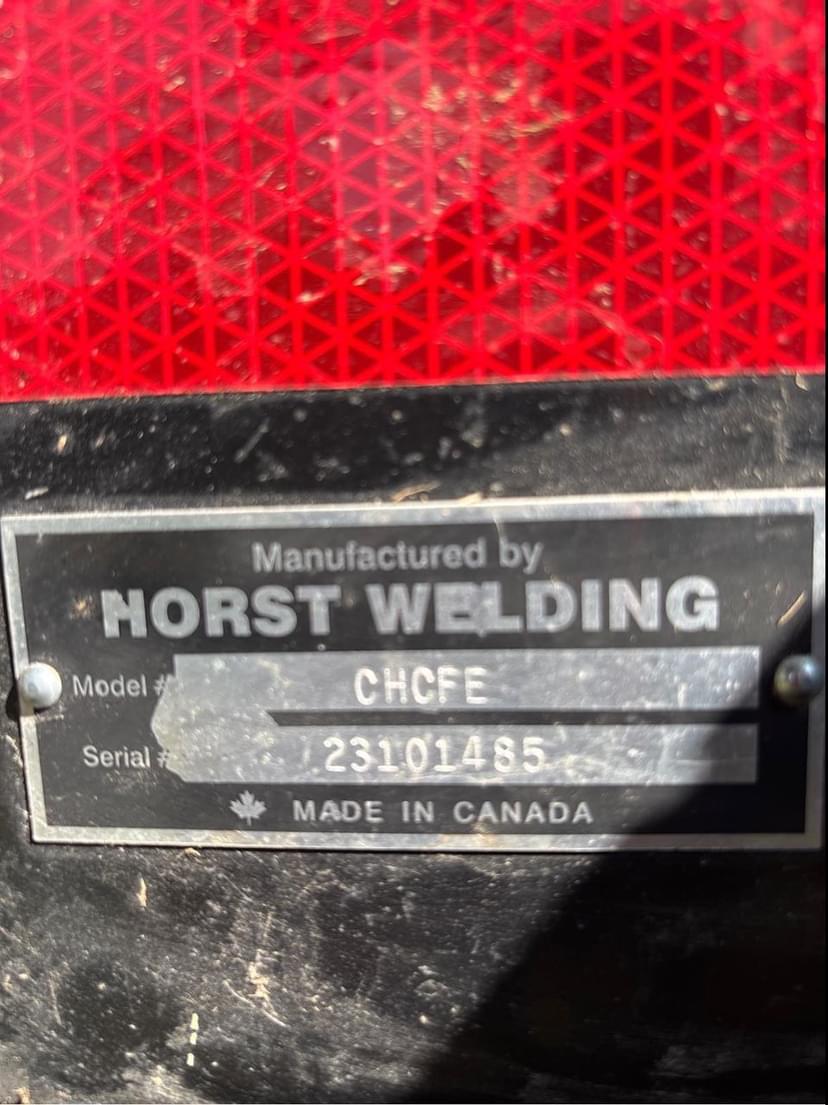 Manufactured by
HORST WELDING
Model # CHCFE
Serial # 23101485
MADE IN CANADA